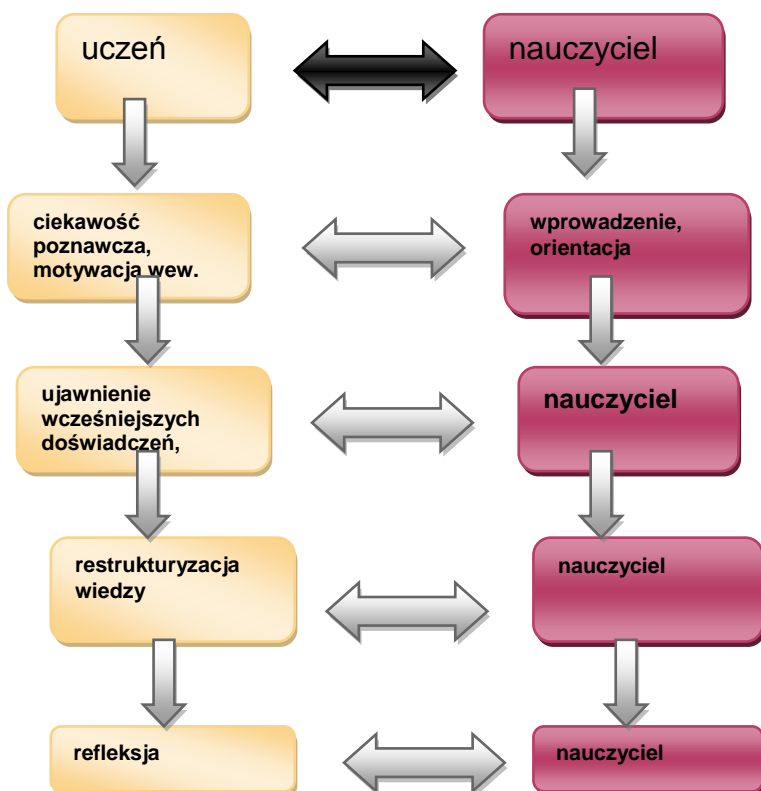 uczeń
nauczyciel
ciekawość
poznawcza,
motywacja wew.
wprowadzenie,
orientacja
ujawnienie
wcześniejszych
doświadczeń,
nauczyciel
restrukturyzacja
wiedzy
nauczyciel
refleksja
nauczyciel